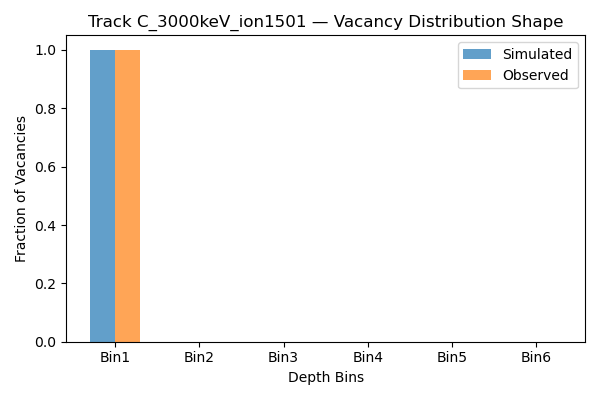 Track C_3000keV_ion1501 — Vacancy Distribution Shape
Simulated
Observed
Fraction of Vacancies
1.0
0.8
0.6
0.4
0.2
0.0
Bin1 Bin2 Bin3 Bin4 Bin5 Bin6
Depth Bins